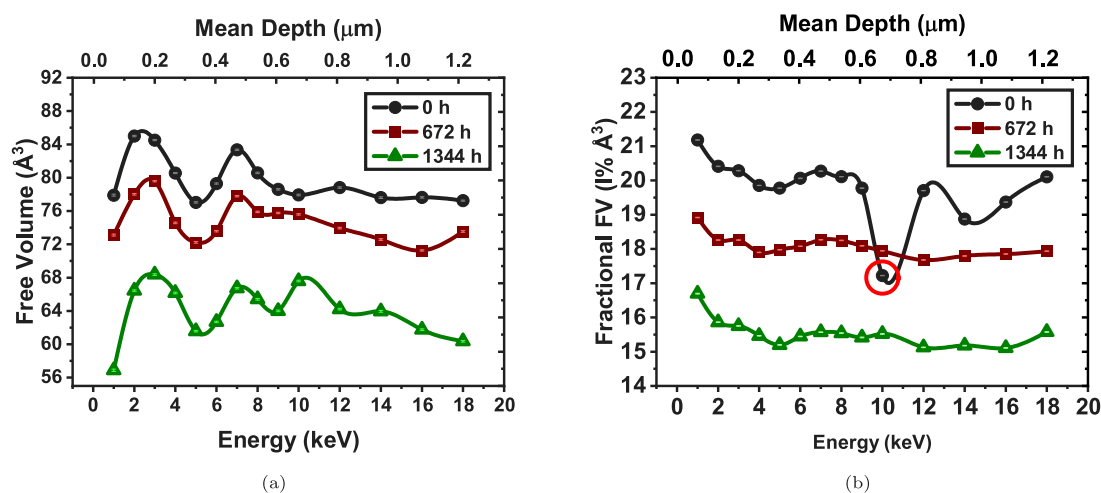 Mean Depth (μm)
0.0 0.2 0.4 0.6 0.8 1.0 1.2
92
88
84
80
76
72
68
64
60
56
Free Volume (Å³)
0 h
672 h
1344 h
0 2 4 6 8 10 12 14 16 18 20
Energy (keV)
(a)
Mean Depth (μm)
0.0 0.2 0.4 0.6 0.8 1.0 1.2
23
22
21
20
19
18
17
16
15
14
Fractional FV (I% Å³)
0 h
672 h
1344 h
0 2 4 6 8 10 12 14 16 18 20
Energy (keV)
(b)